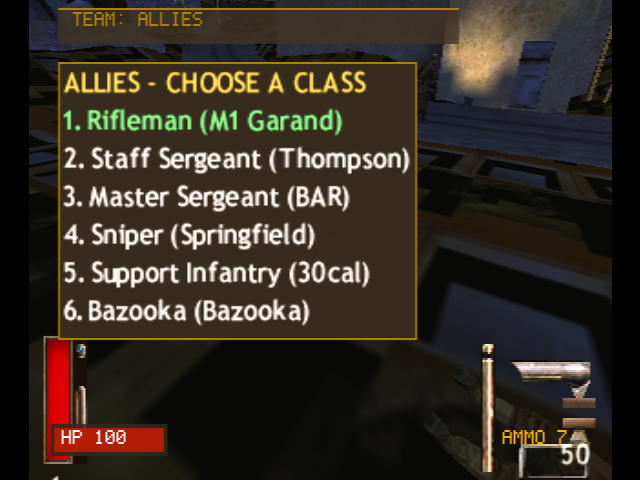 TEAM: ALLIES
ALLIES - CHOOSE A CLASS
1. Rifleman (M1 Garand)
2. Staff Sergeant (Thompson)
3. Master Sergeant (BAR)
4. Sniper (Springfield)
5. Support Infantry (30cal)
6. Bazooka (Bazooka)
HP 100
AMMO 7
50